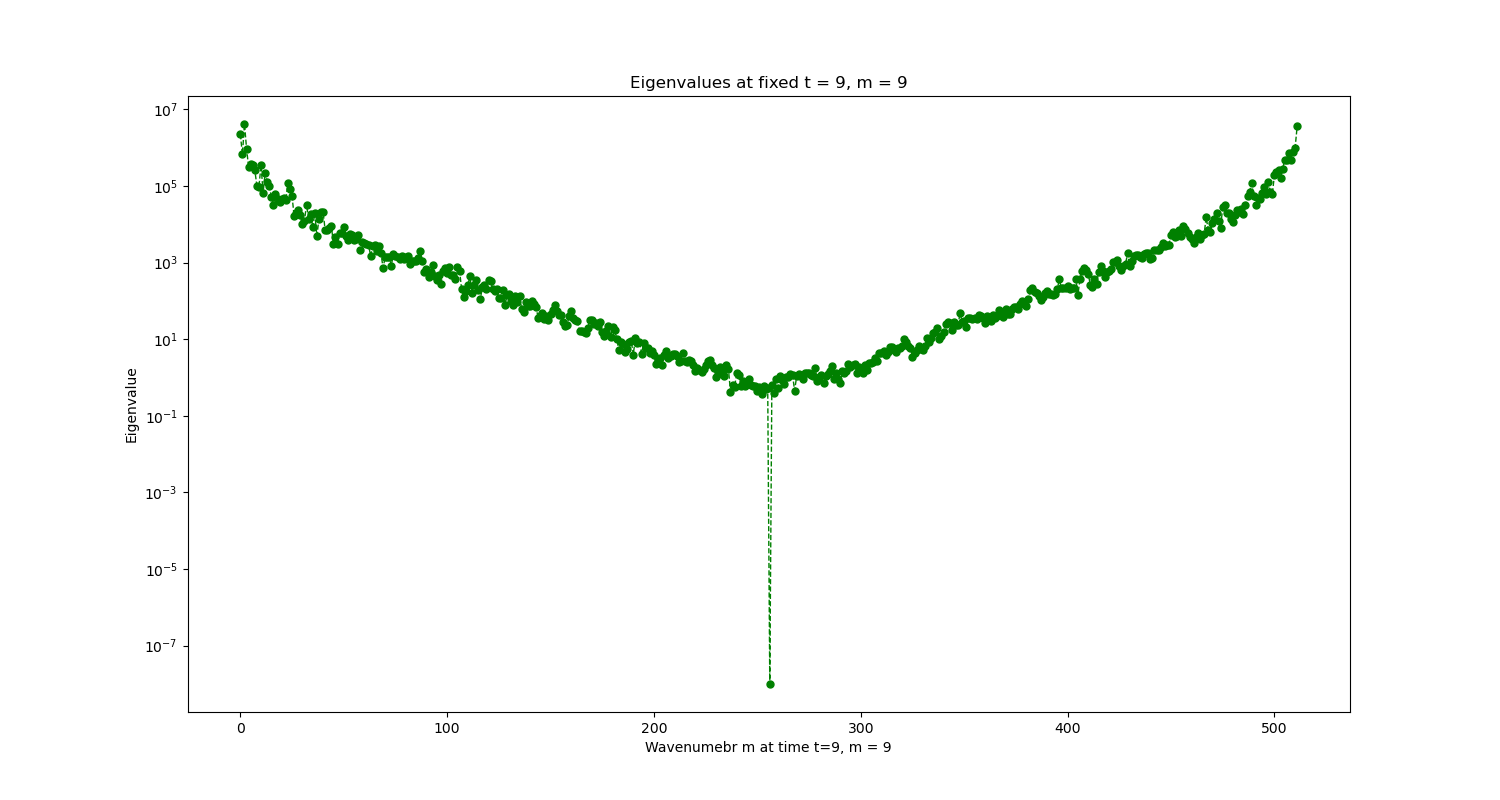 Eigenvalues at fixed t = 9, m = 9
10^7
10^5
10^3
10^1
10^-1
10^-3
10^-5
10^-7
Eigenvalue
0 100 200 300 400 500
Wavenumebr m at time t=9, m = 9